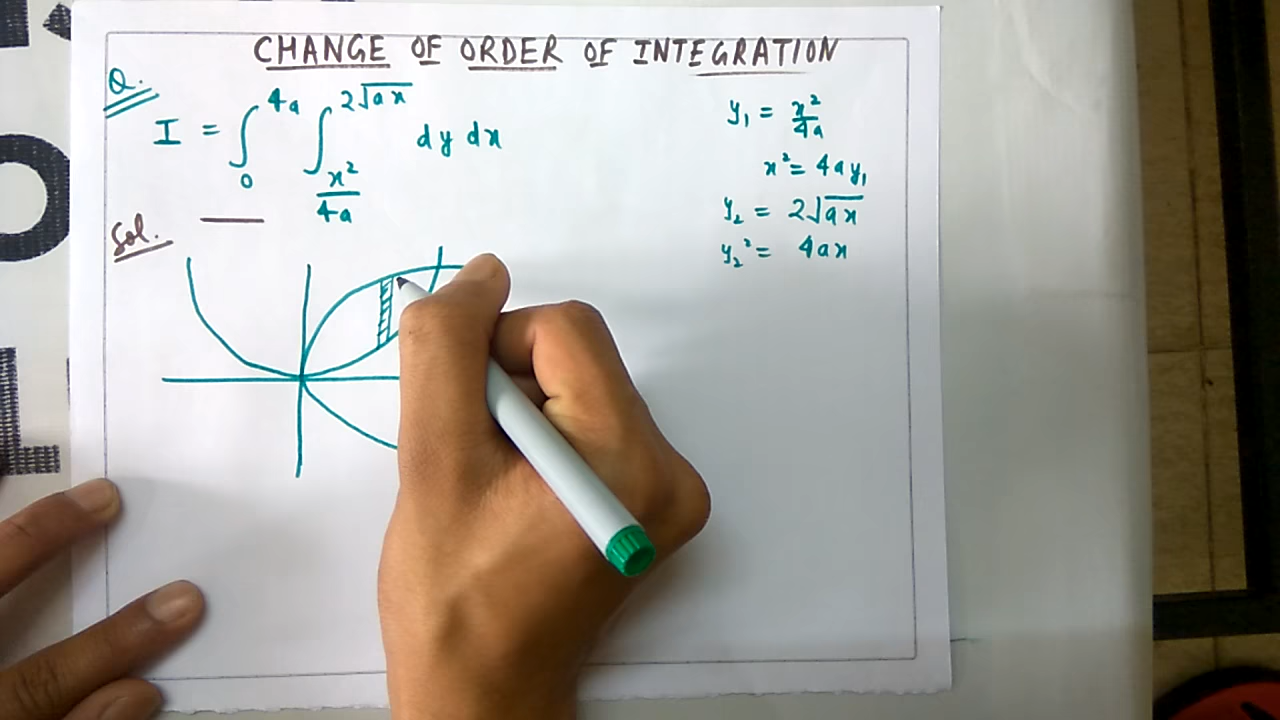 CHANGE OF ORDER OF INTEGRATION
Q.
I = ∫₀^{4a} ∫_{x²/4a}^{2√ax} dy dx
Sol.
y₁ = x²/4a
x² = 4ay₁
y₂ = 2√ax
y₂² = 4ax